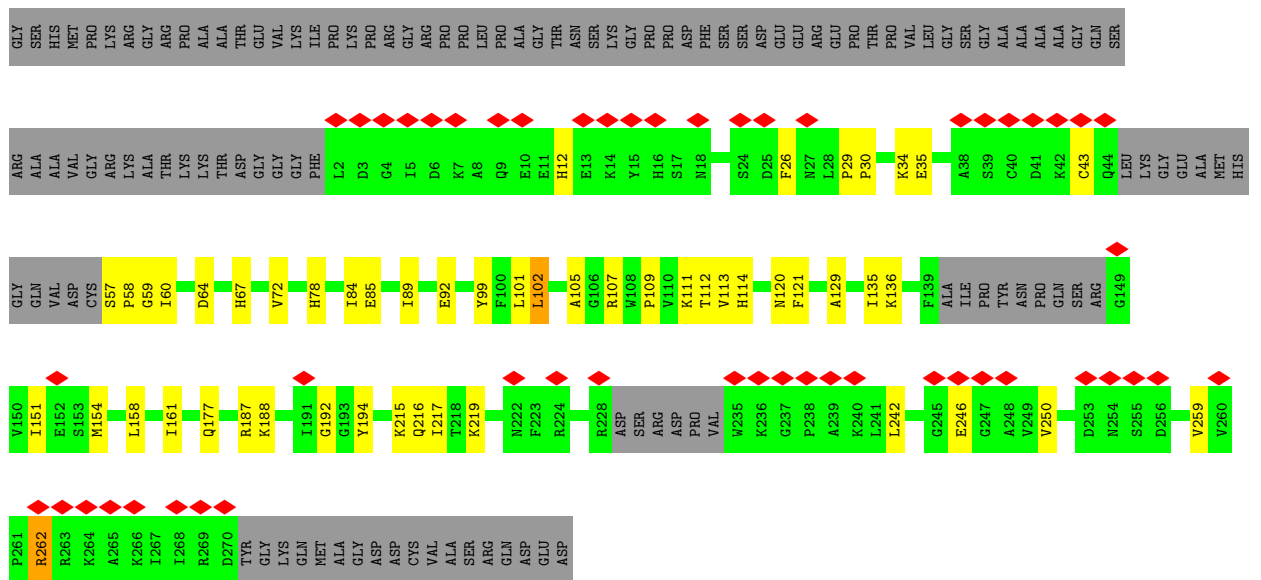 GLY SER HIS MET PRO LYS ARG GLY ARG PRO ALA ALA THR GLU VAL LYS ILE PRO LYS PRO ARG GLY ARG PRO PRO LEU PRO ALA GLY THR ASN SER LYS GLY PRO PRO ASP PHE SER SER ASP GLU GLU ARG GLU PRO THR PRO VAL LEU GLY SER GLY ALA ALA ALA ALA GLY GLN SER
ARG ALA ALA VAL GLY ARG LYS ALA THR LYS LYS THR ASP GLY GLY GLY PHE L2 D3 G4 I5 D6 K7 A8 Q9 E10 E11 H12 E13 K14 Y15 H16 S17 N18 S24 D25 F26 N27 L28 P29 P30 K34 E35 A38 S39 C40 D41 K42 C43 Q44 LEU LYS GLY GLU ALA MET HIS
GLY GLN VAL ASP CYS S57 P58 G59 I60 D64 H67 V72 H78 I84 E85 I89 E92 Y99 F100 L101 L102 A105 G106 R107 W108 P109 V110 K111 T112 V113 H114 N120 F121 A129 I135 K136 F139 ALA ILE PRO TYR ASN PRO GLN SER ARG G149
V150 I151 E152 S153 M154 L158 I161 Q177 R187 K188 I191 G192 G193 Y194 K215 Q216 I217 T218 K219 N222 F223 R224 R228 ASP SER ARG ASP PRO VAL W235 K236 G237 P238 A239 K240 L241 L242 G245 E246 G247 A248 V249 V250 D253 N254 S255 D256 V259 V260
P261 R262 R263 K264 A265 K266 I267 I268 R269 D270 TYR GLY LYS GLN MET ALA GLY ASP ASP CYS VAL ALA SER ARG GLN ASP GLU ASP